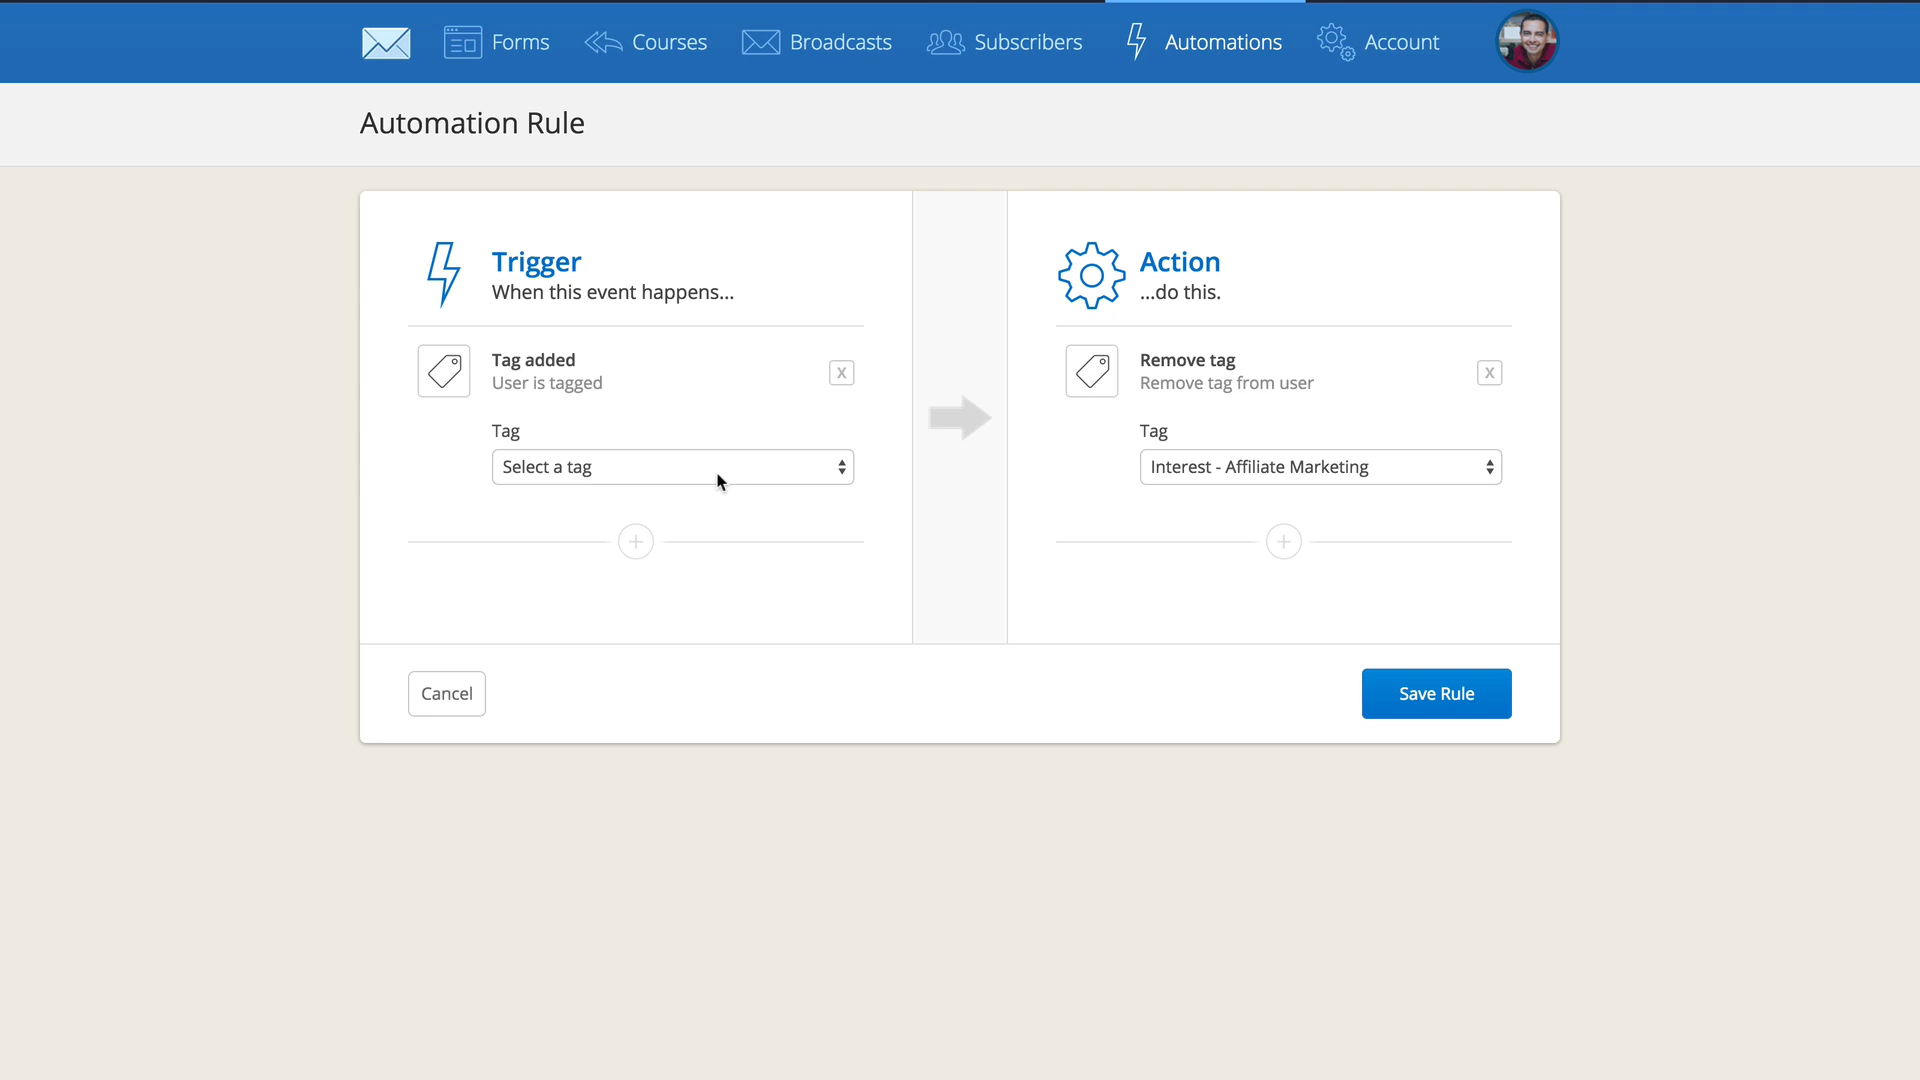 Forms
Courses
Broadcasts
Subscribers
Automations
Account
Automation Rule
Trigger
When this event happens...
Tag added
User is tagged
X
Tag
Select a tag
Action
...do this.
Remove tag
Remove tag from user
X
Tag
Interest - Affiliate Marketing
Cancel
Save Rule